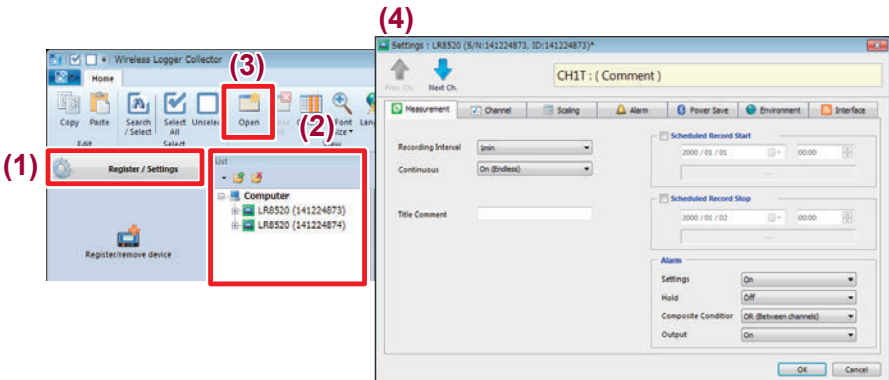 (4)
Settings : LR8520 (S/N:141224873, ID:141224873)*
Prev. Ch.
Next Ch.
CH1T : ( Comment )
Measurement
Channel
Scaling
Alarm
Power Save
Environment
Interface
Recording Interval
1min
Continuous
On (Endless)
Title Comment
Scheduled Record Start
2000 / 01 / 01
00:00
---
Scheduled Record Stop
2000 / 01 / 02
00:00
---
Alarm
Settings
On
Hold
Off
Composite Condition
OR (Between channels)
Output
On
OK
Cancel
Wireless Logger Collector
(3)
Home
Copy
Paste
Search
/ Select
Select
All
Unselec
Open
Font
Size
Lang
(2)
Edit
Select
View
(1)
Register / Settings
List
Computer
LR8520 (141224873)
LR8520 (141224874)
Register/remove device